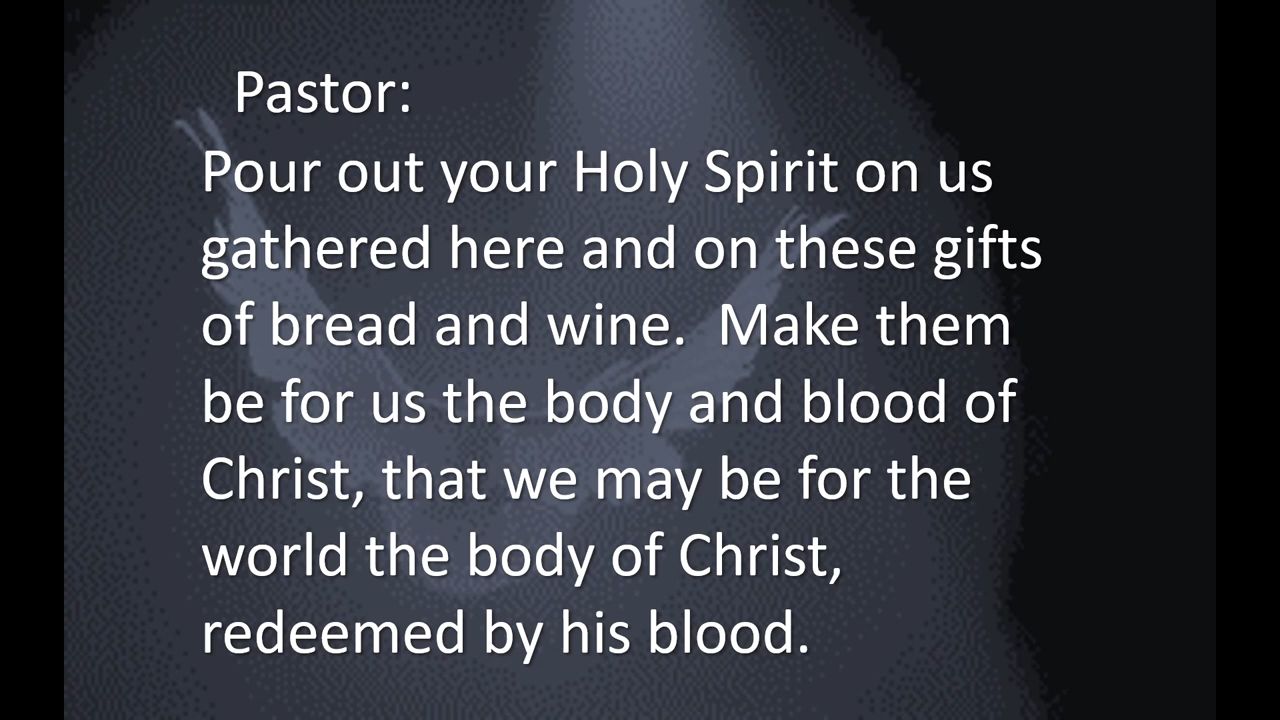 Pastor:
Pour out your Holy Spirit on us
gathered here and on these gifts
of bread and wine.  Make them
be for us the body and blood of
Christ, that we may be for the
world the body of Christ,
redeemed by his blood.